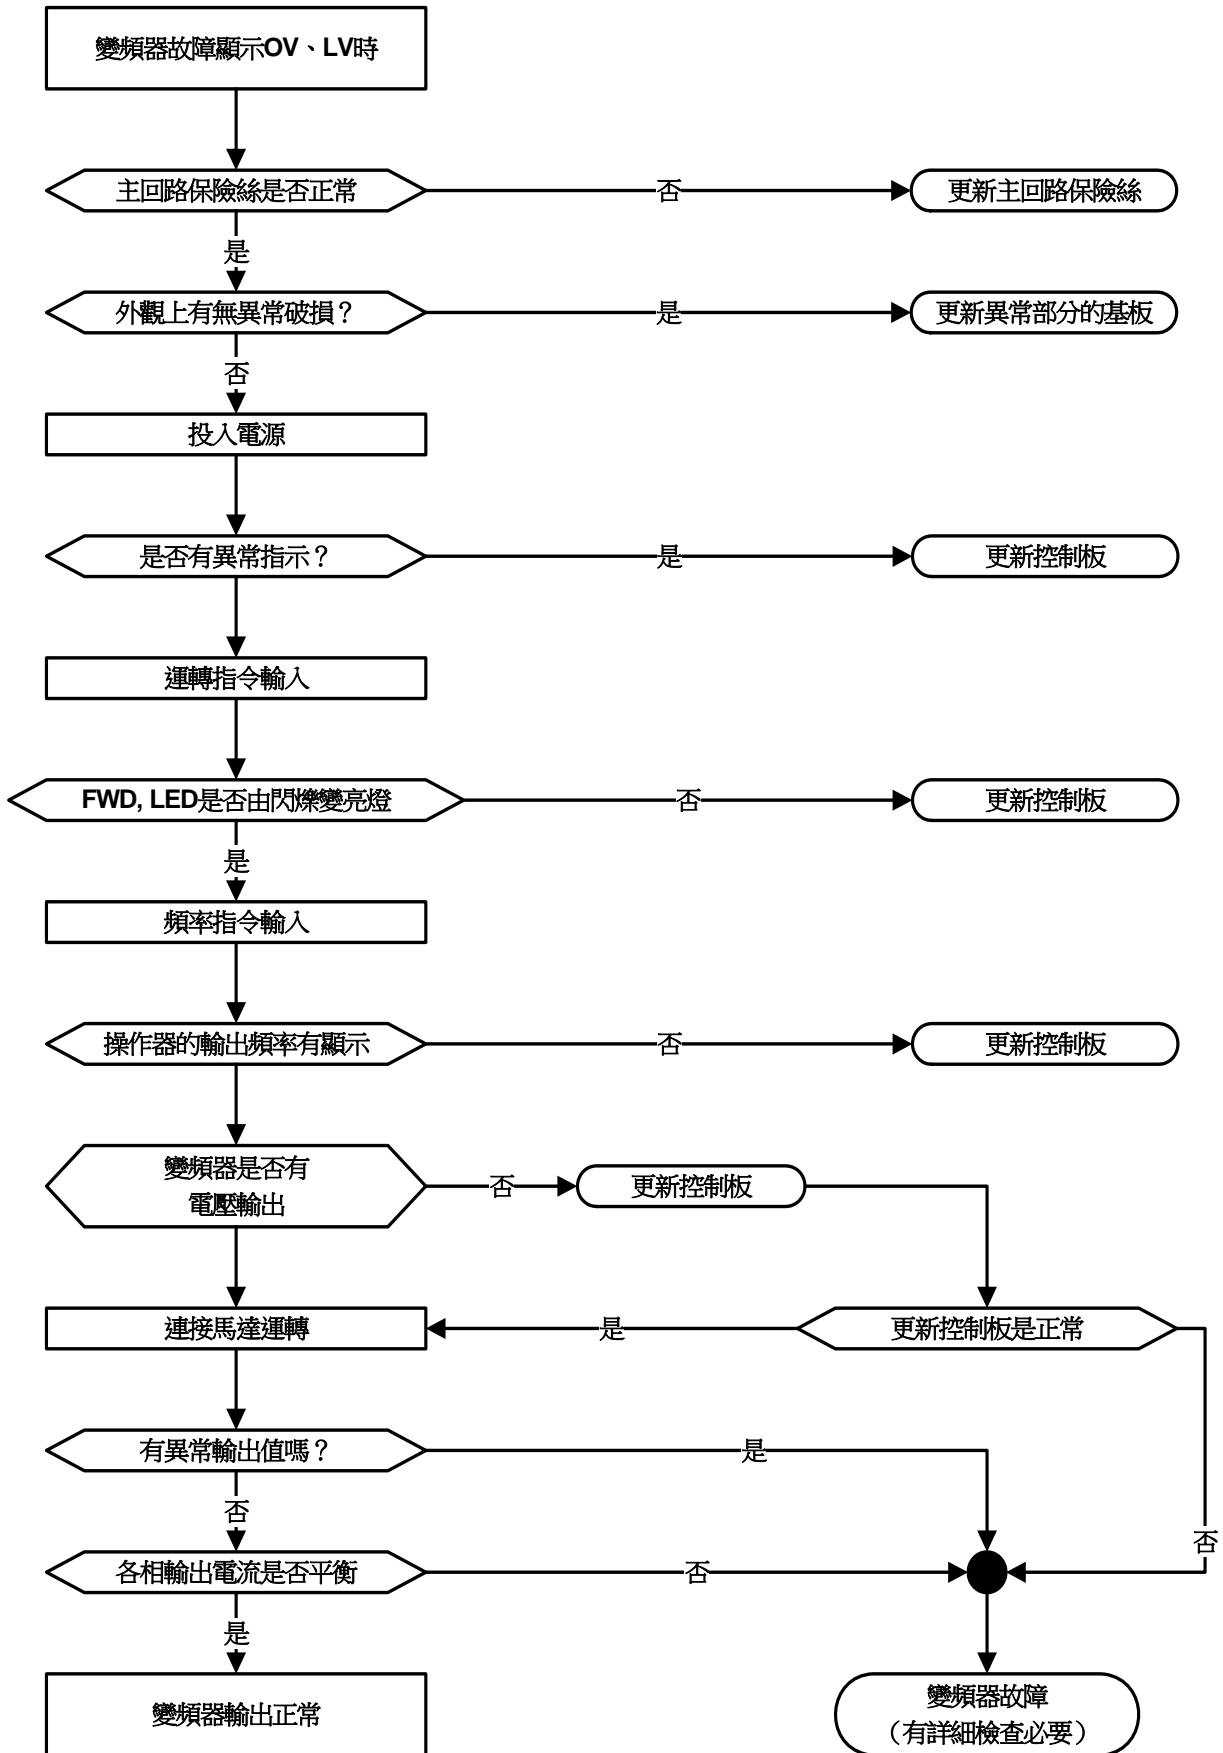 變頻器故障顯示OV、LV時
主回路保險絲是否正常
否
更新主回路保險絲
是
外觀上有無異常破損？
是
更新異常部分的基板
否
投入電源
是否有異常指示？
是
更新控制板
運轉指令輸入
FWD, LED是否由閃爍變亮燈
否
更新控制板
是
頻率指令輸入
操作器的輸出頻率有顯示
否
更新控制板
變頻器是否有
電壓輸出
否
更新控制板
連接馬達運轉
是
更新控制板是正常
有異常輸出值嗎？
是
否
否
各相輸出電流是否平衡
否
是
變頻器輸出正常
變頻器故障
（有詳細檢查必要）